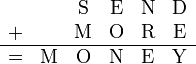 S E N D
+ M O R E
= M O N E Y